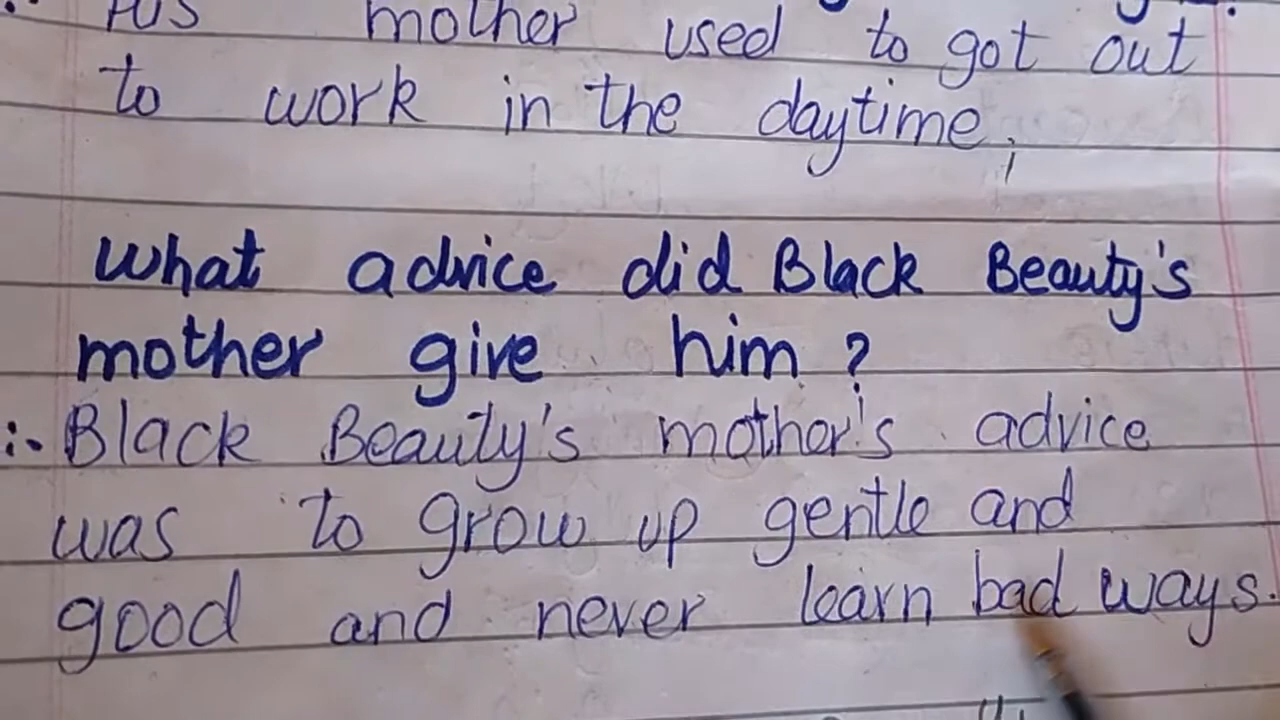 mother used to got out
to work in the daytime.
What advice did Black Beauty's
mother give him?
:- Black Beauty's mother's advice
was to grow up gentle and
good and never learn bad ways.